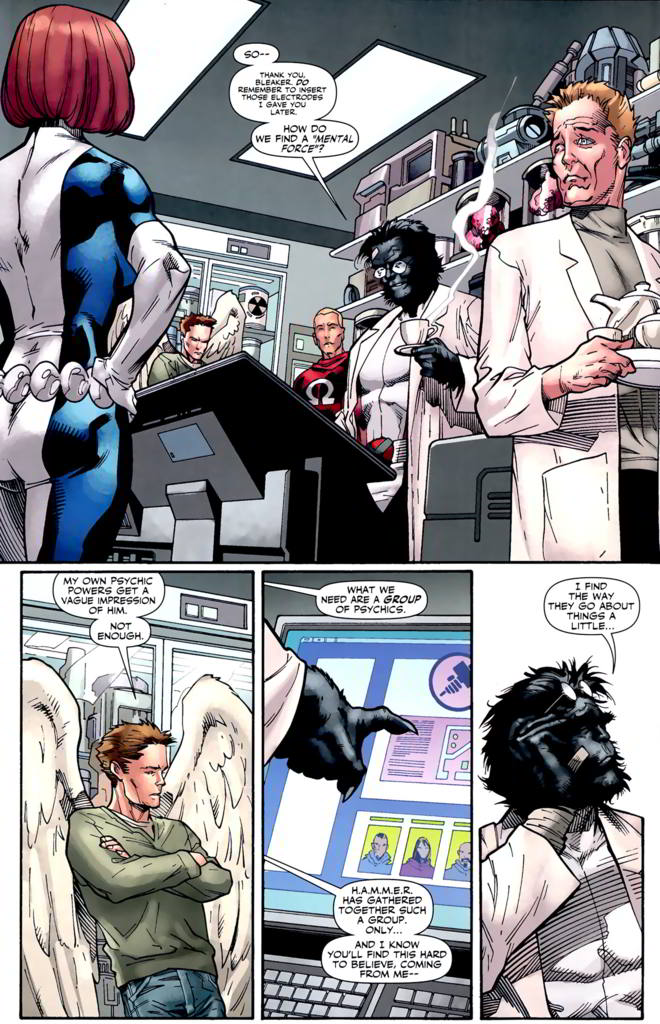 SO--
THANK YOU,
BLEAKER. DO
REMEMBER TO INSERT
THOSE ELECTRODES
I GAVE YOU
LATER.
HOW DO
WE FIND A "MENTAL
FORCE"?
Ω
MY OWN PSYCHIC
POWERS GET A
VAGUE IMPRESSION
OF HIM.
NOT
ENOUGH.
WHAT WE
NEED ARE A GROUP
OF PSYCHICS.
H.A.M.M.E.R.
HAS GATHERED
TOGETHER SUCH
A GROUP.
ONLY...
AND I KNOW
YOU'LL FIND THIS HARD
TO BELIEVE, COMING
FROM ME--
I FIND
THE WAY
THEY GO ABOUT
THINGS A
LITTLE...